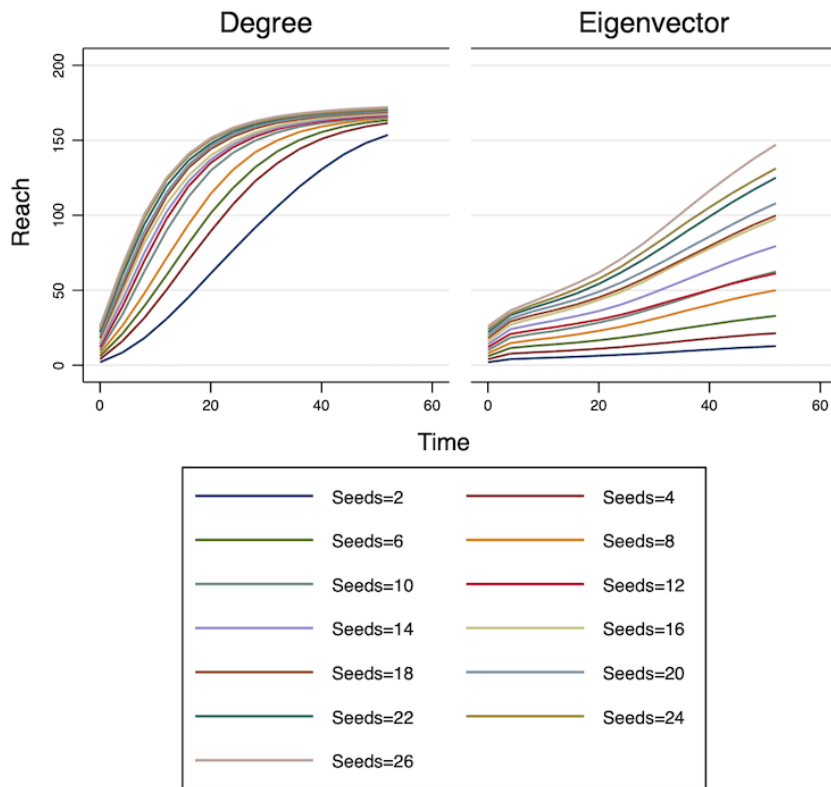 Degree Eigenvector
200
150
100
50
0
Reach
0 20 40 60 0 20 40 60
Time
Seeds=2 Seeds=4
Seeds=6 Seeds=8
Seeds=10 Seeds=12
Seeds=14 Seeds=16
Seeds=18 Seeds=20
Seeds=22 Seeds=24
Seeds=26